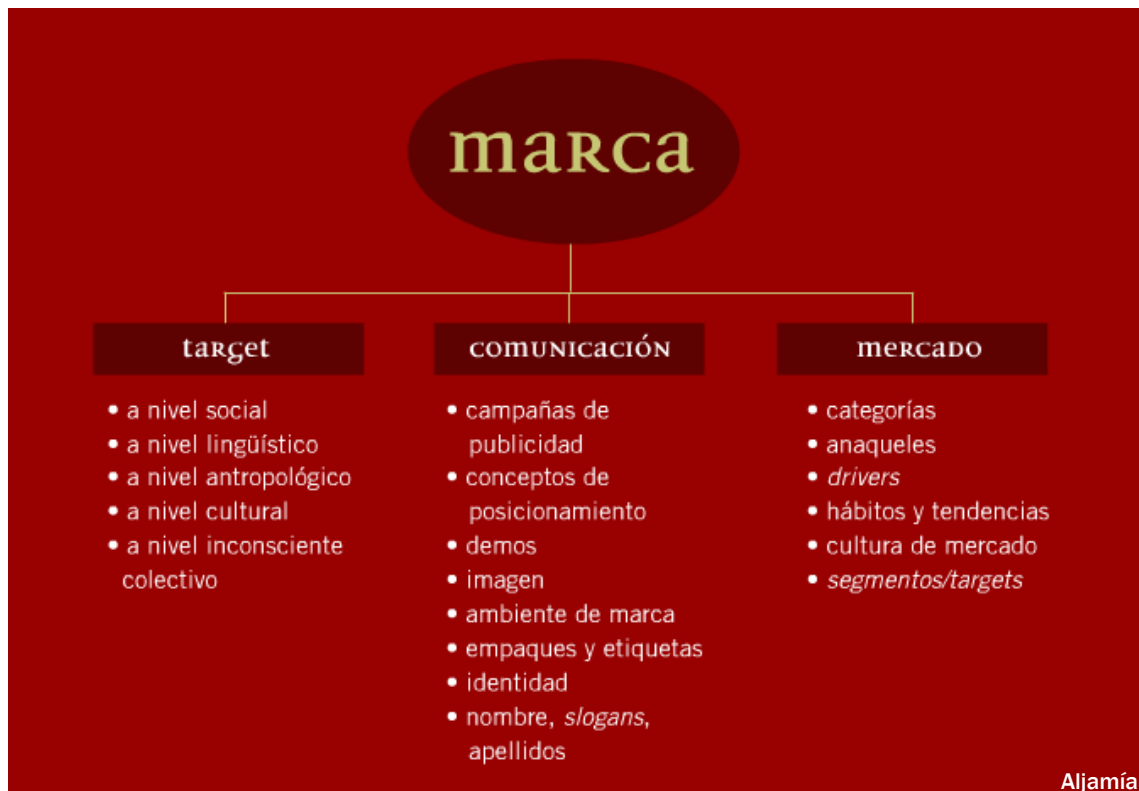 marca
target
comunicación
mercado
• a nivel social
• a nivel lingüístico
• a nivel antropológico
• a nivel cultural
• a nivel inconsciente
colectivo
• campañas de
publicidad
• conceptos de
posicionamiento
• demos
• imagen
• ambiente de marca
• empaques y etiquetas
• identidad
• nombre, slogans,
apellidos
• categorías
• anaqueles
• drivers
• hábitos y tendencias
• cultura de mercado
• segmentos/targets
Aljamía